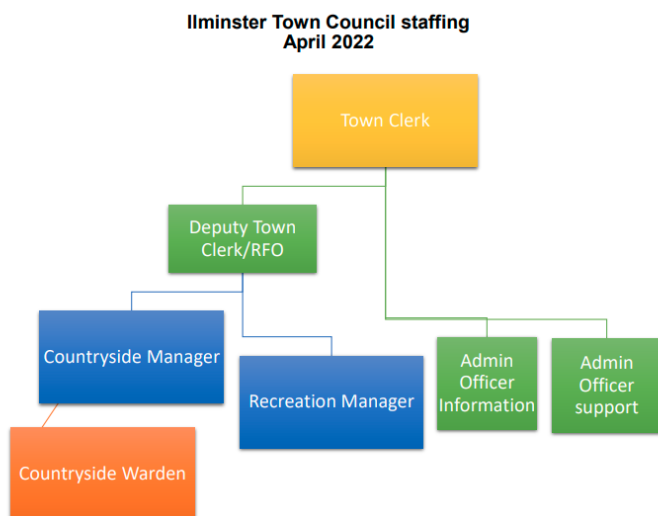 Ilminster Town Council staffing
April 2022
Town Clerk
Deputy Town
Clerk/RFO
Countryside Manager
Recreation Manager
Admin
Officer
Information
Admin
Officer
support
Countryside Warden